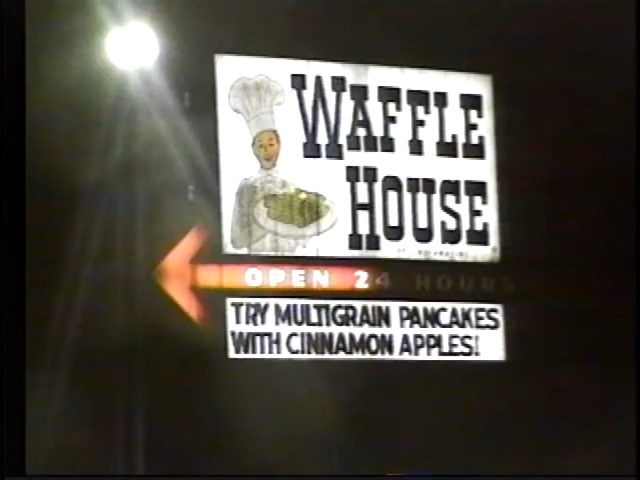 WAFFLE
HOUSE
OPEN 24 HOURS
TRY MULTIGRAIN PANCAKES
WITH CINNAMON APPLES!